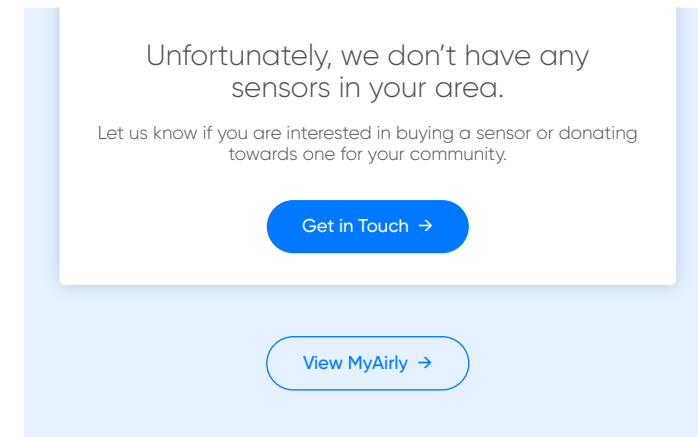 Unfortunately, we don’t have any
sensors in your area.
Let us know if you are interested in buying a sensor or donating
towards one for your community.
Get in Touch →
View MyAirly →